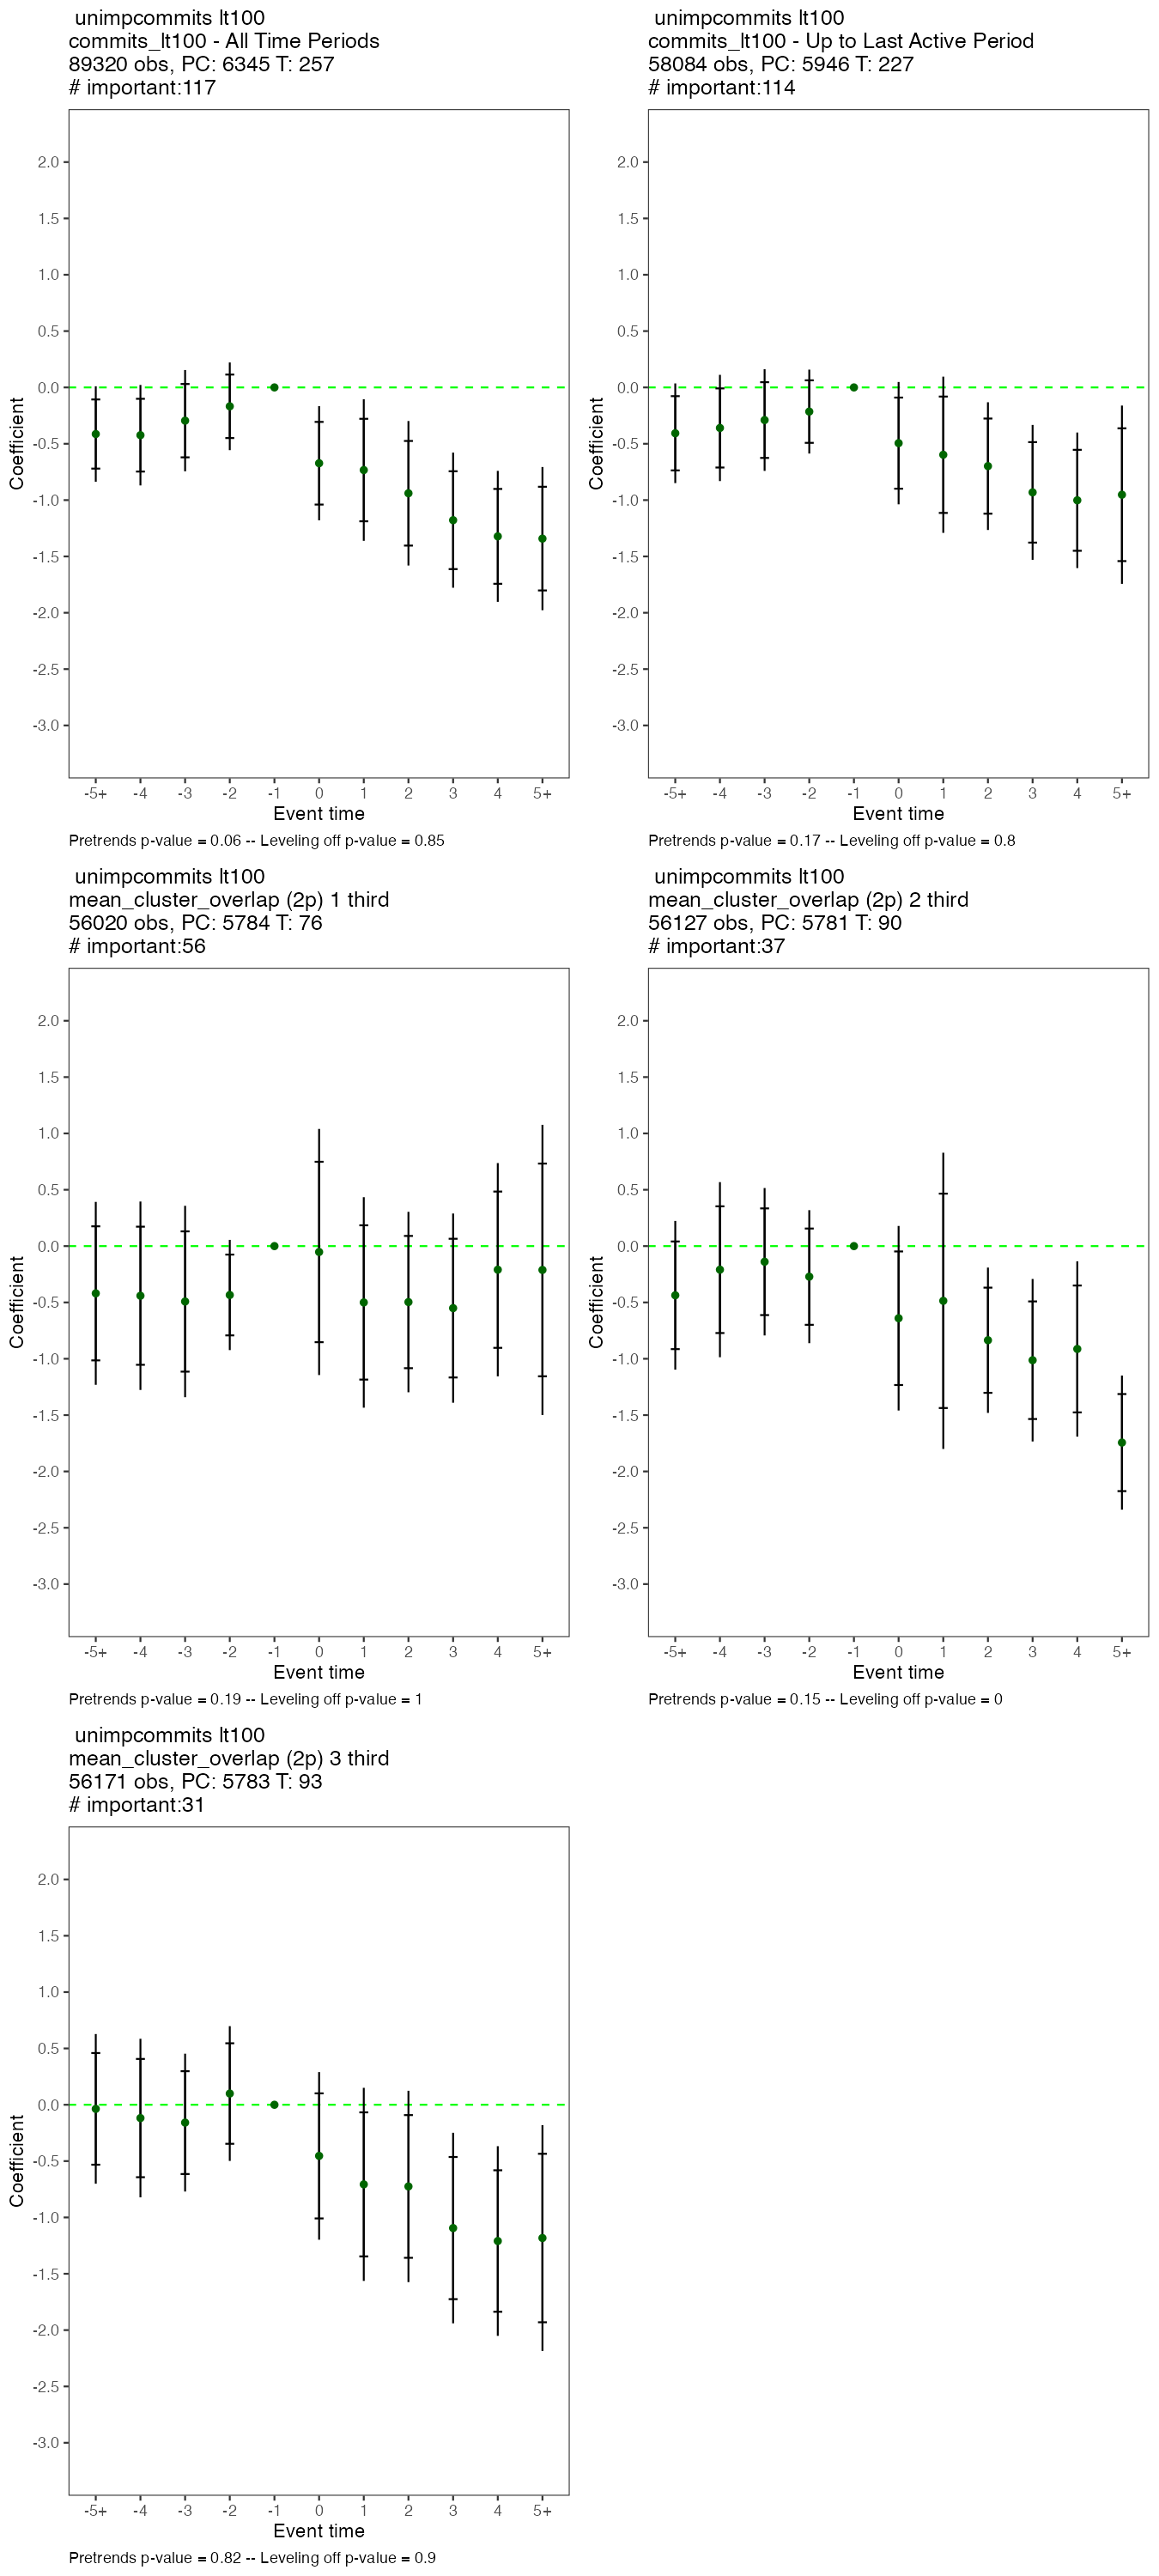 unimpcommits lt100
commits_lt100 - All Time Periods
89320 obs, PC: 6345 T: 257
# important:117
2.0
1.5
1.0
0.5
0.0
-0.5
-1.0
-1.5
-2.0
-2.5
-3.0
Coefficient
-5+ -4 -3 -2 -1 0 1 2 3 4 5+
Event time
Pretrends p-value = 0.06 -- Leveling off p-value = 0.85
unimpcommits lt100
commits_lt100 - Up to Last Active Period
58084 obs, PC: 5946 T: 227
# important:114
2.0
1.5
1.0
0.5
0.0
-0.5
-1.0
-1.5
-2.0
-2.5
-3.0
Coefficient
-5+ -4 -3 -2 -1 0 1 2 3 4 5+
Event time
Pretrends p-value = 0.17 -- Leveling off p-value = 0.8
unimpcommits lt100
mean_cluster_overlap (2p) 1 third
56020 obs, PC: 5784 T: 76
# important:56
2.0
1.5
1.0
0.5
0.0
-0.5
-1.0
-1.5
-2.0
-2.5
-3.0
Coefficient
-5+ -4 -3 -2 -1 0 1 2 3 4 5+
Event time
Pretrends p-value = 0.19 -- Leveling off p-value = 1
unimpcommits lt100
mean_cluster_overlap (2p) 2 third
56127 obs, PC: 5781 T: 90
# important:37
2.0
1.5
1.0
0.5
0.0
-0.5
-1.0
-1.5
-2.0
-2.5
-3.0
Coefficient
-5+ -4 -3 -2 -1 0 1 2 3 4 5+
Event time
Pretrends p-value = 0.15 -- Leveling off p-value = 0
unimpcommits lt100
mean_cluster_overlap (2p) 3 third
56171 obs, PC: 5783 T: 93
# important:31
2.0
1.5
1.0
0.5
0.0
-0.5
-1.0
-1.5
-2.0
-2.5
-3.0
Coefficient
-5+ -4 -3 -2 -1 0 1 2 3 4 5+
Event time
Pretrends p-value = 0.82 -- Leveling off p-value = 0.9